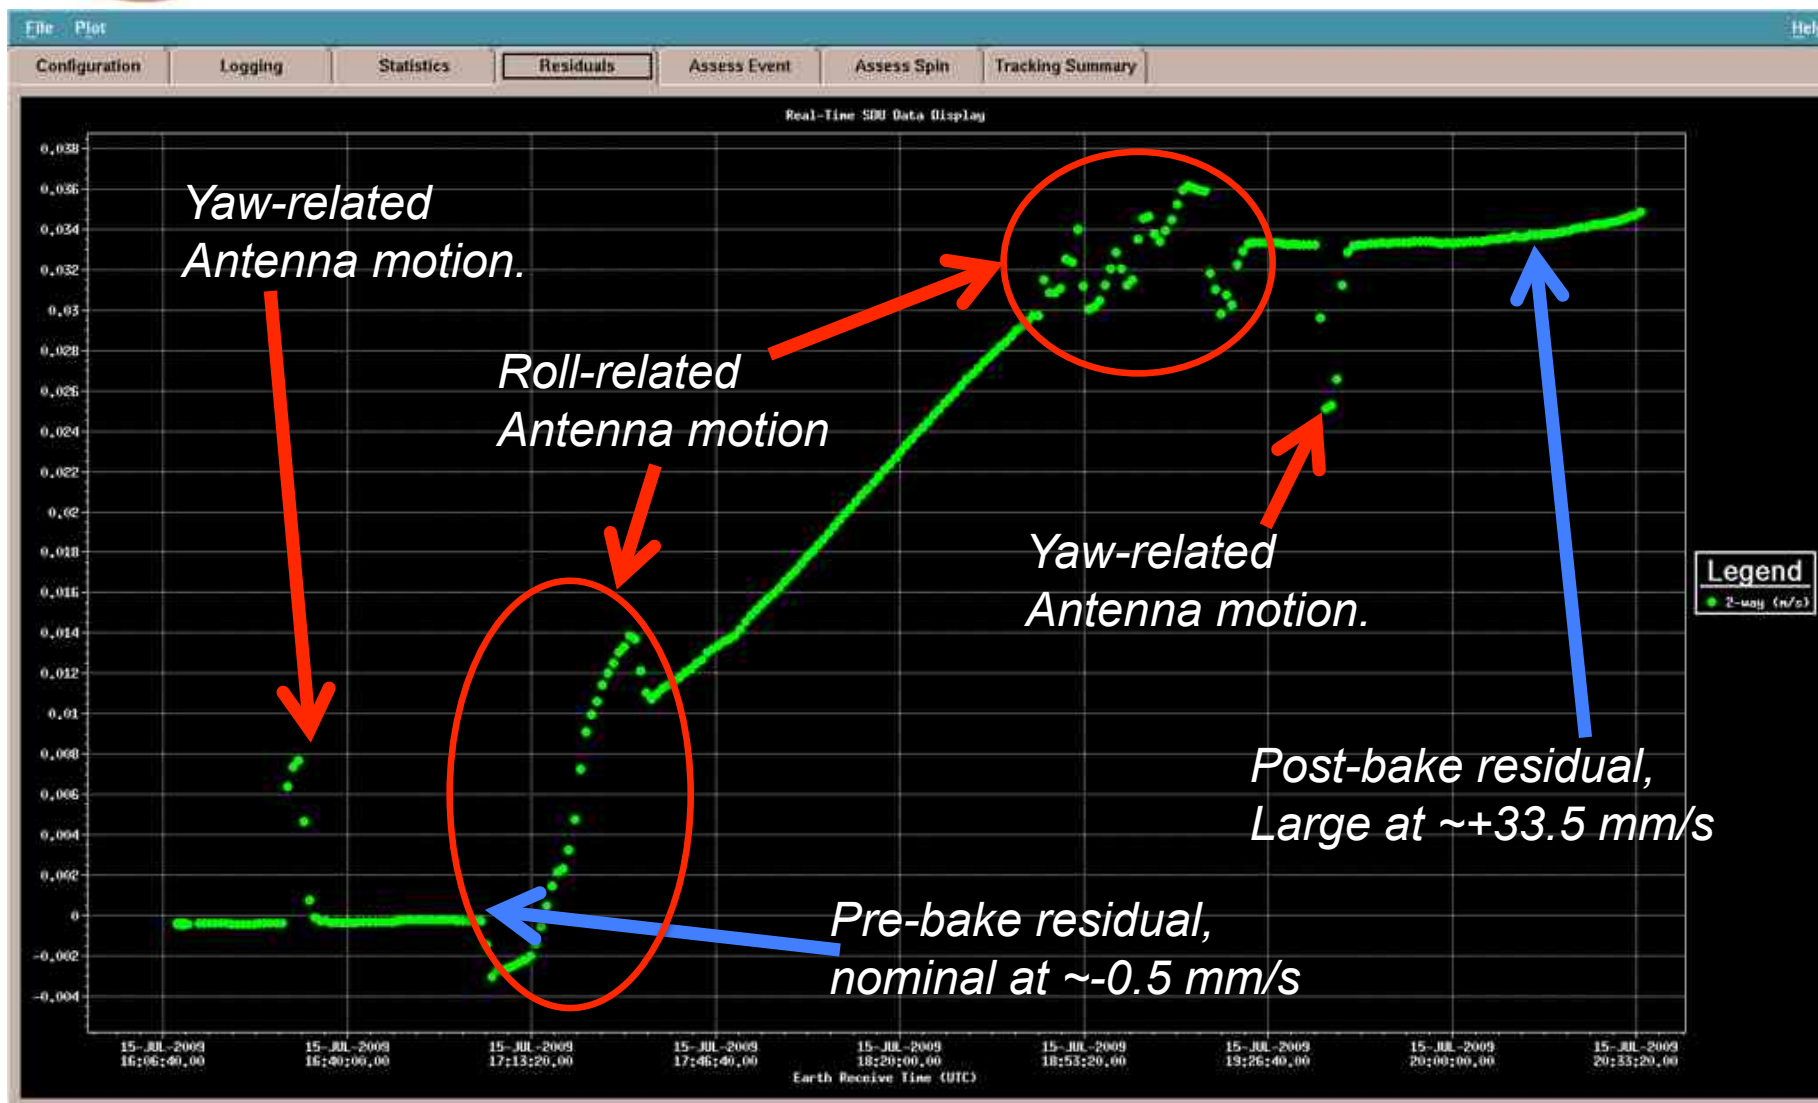 File Plot Help
Configuration Logging Statistics Residuals Assess Event Assess Spin Tracking Summary
Real-Time SDU Data Display
0.038
0.036
0.034
0.032
0.03
0.028
0.026
0.024
0.022
0.02
0.018
0.016
0.014
0.012
0.01
0.008
0.006
0.004
0.002
0
-0.002
-0.004
Yaw-related
Antenna motion.
Roll-related
Antenna motion
Yaw-related
Antenna motion.
Post-bake residual,
Large at ~+33.5 mm/s
Pre-bake residual,
nominal at ~-0.5 mm/s
Legend
2-way (m/s)
15-JUL-2009 15-JUL-2009 15-JUL-2009 15-JUL-2009 15-JUL-2009 15-JUL-2009 15-JUL-2009 15-JUL-2009 15-JUL-2009
16:06:40.00 16:40:00.00 17:13:20.00 17:46:40.00 18:20:00.00 18:53:20.00 19:26:40.00 20:00:00.00 20:33:20.00
Earth Receive Time (UTC)